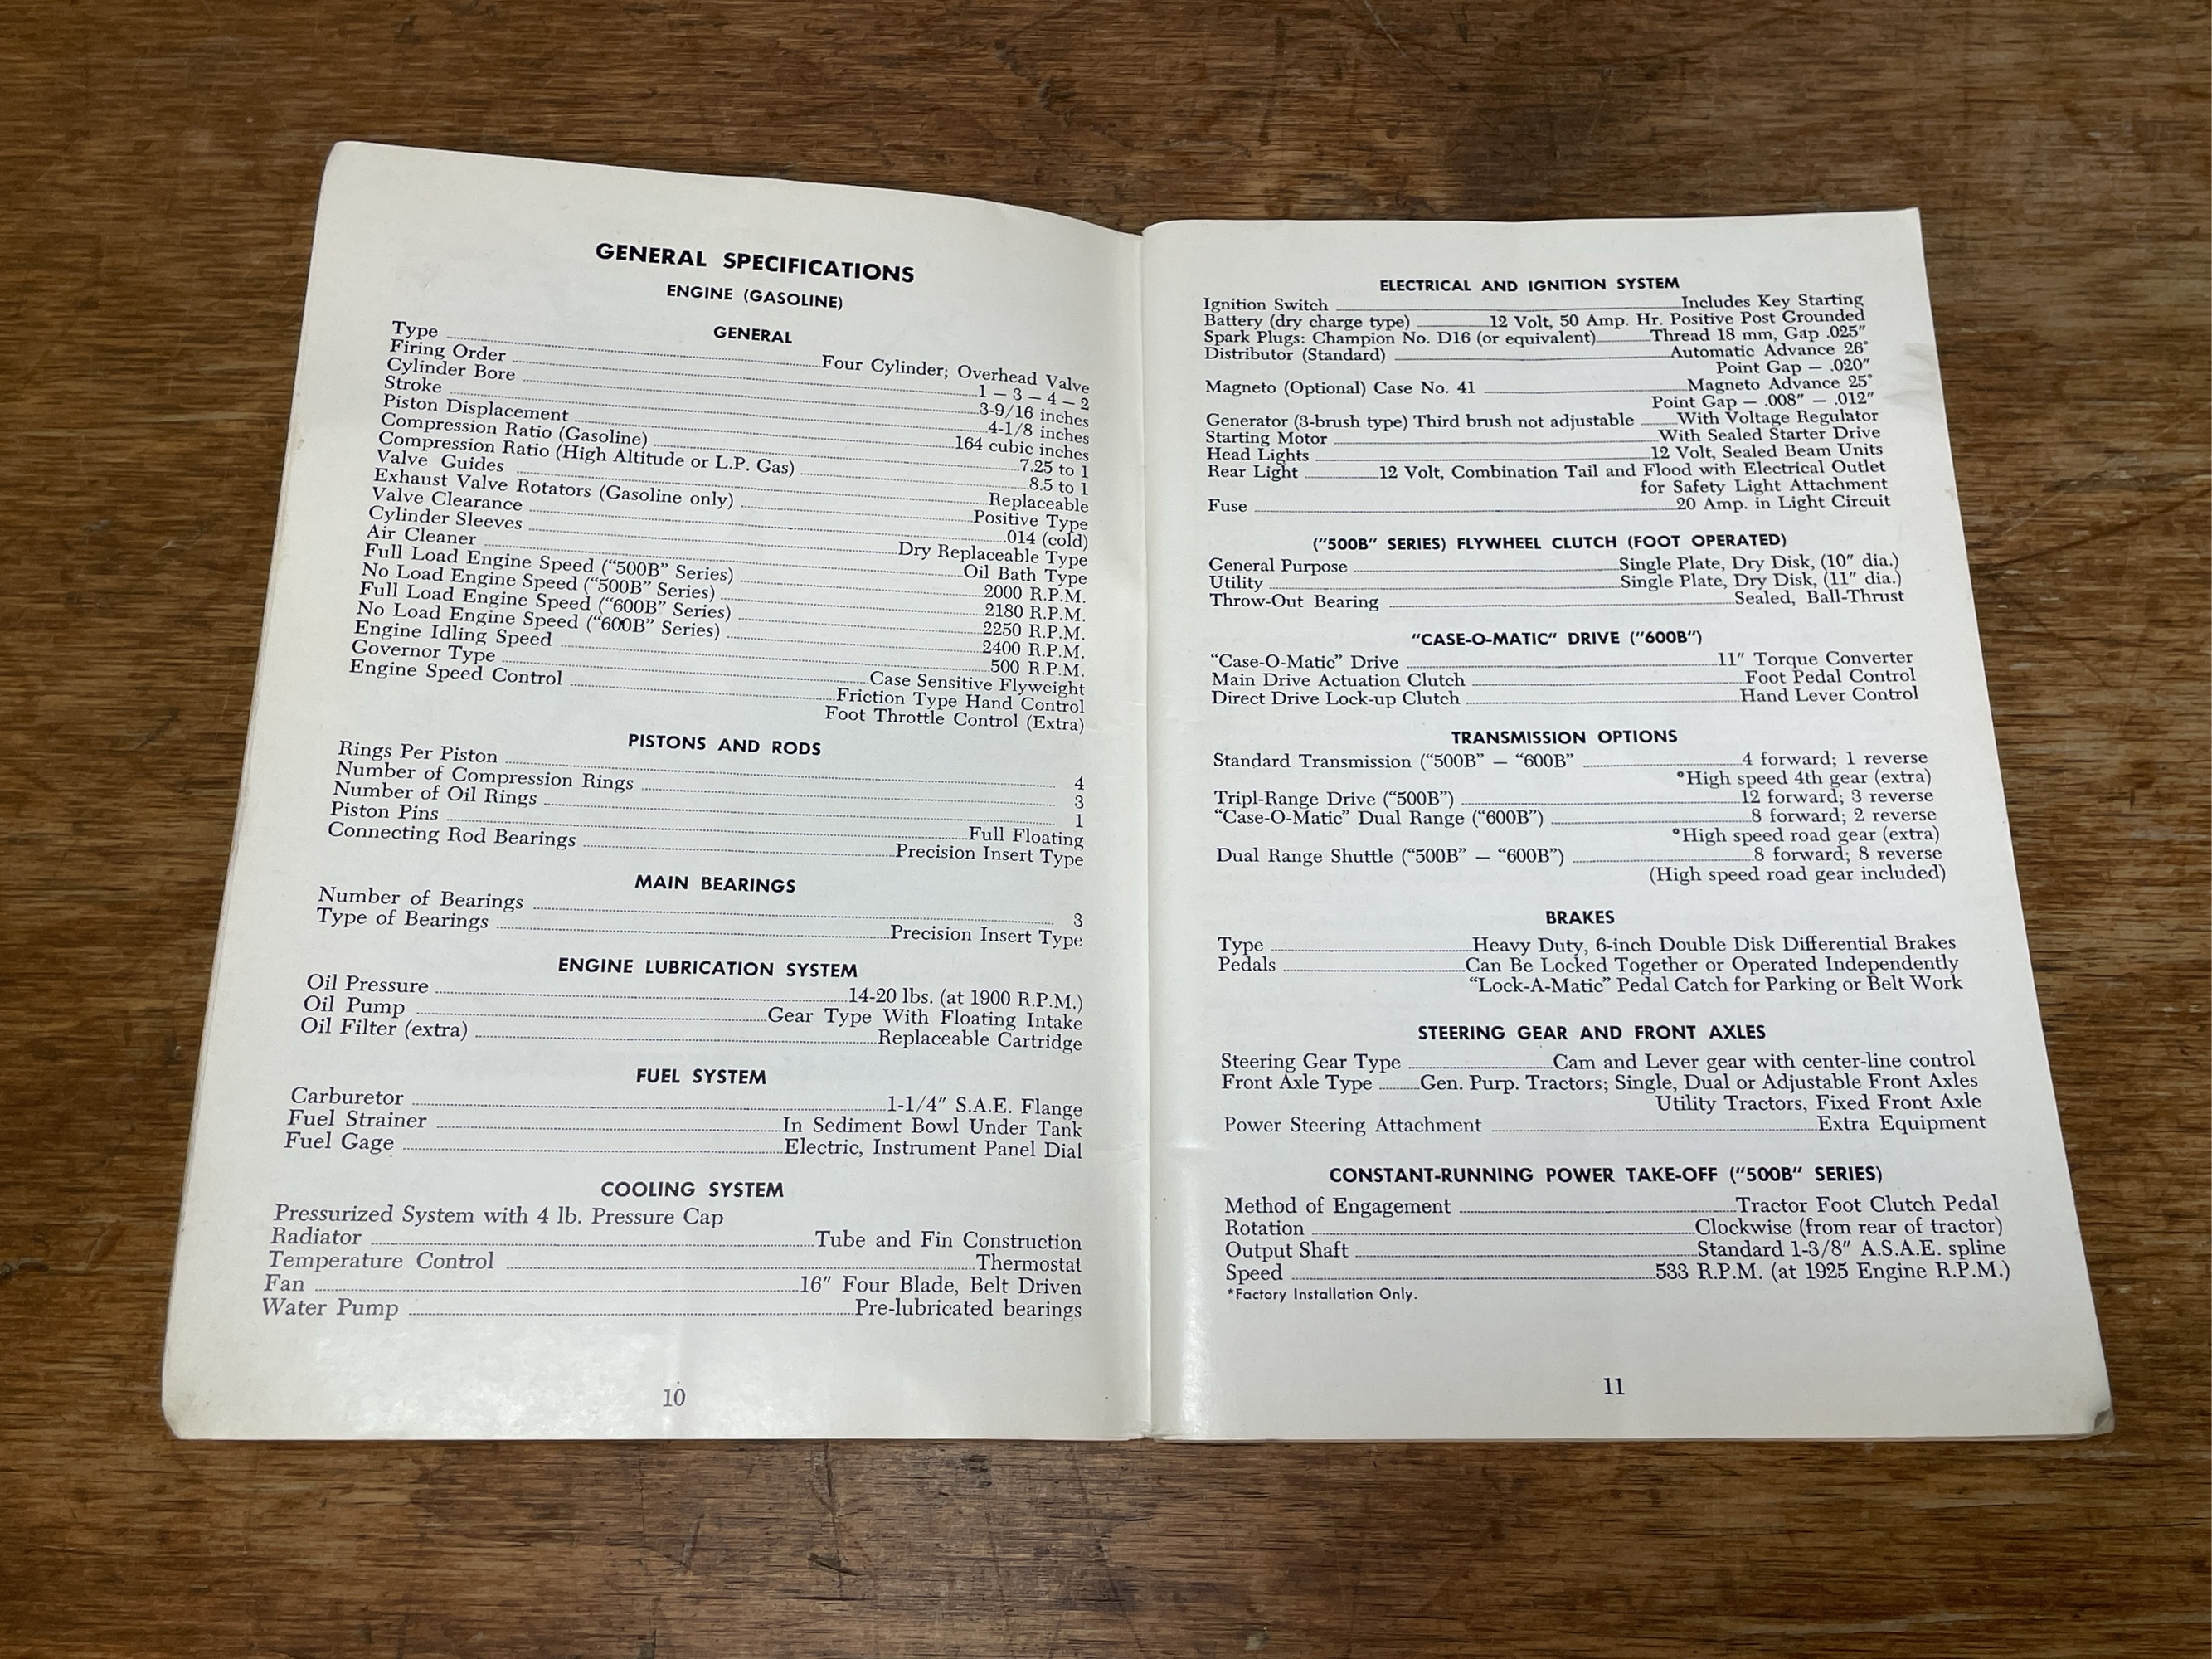 GENERAL SPECIFICATIONS
ENGINE (GASOLINE)
GENERAL
Type Four Cylinder; Overhead Valve
Firing Order 1 – 3 – 4 – 2
Cylinder Bore 3-9/16 inches
Stroke 4-1/8 inches
Piston Displacement 164 cubic inches
Compression Ratio (Gasoline) 7.25 to 1
Compression Ratio (High Altitude or L.P. Gas) 8.5 to 1
Valve Guides Replaceable
Exhaust Valve Rotators (Gasoline only) Positive Type
Valve Clearance .014 (cold)
Cylinder Sleeves Dry Replaceable Type
Air Cleaner Oil Bath Type
Full Load Engine Speed (“500B” Series) 2000 R.P.M.
No Load Engine Speed (“500B” Series) 2180 R.P.M.
Full Load Engine Speed (“600B” Series) 2250 R.P.M.
No Load Engine Speed (“600B” Series) 2400 R.P.M.
Engine Idling Speed 500 R.P.M.
Governor Type Case Sensitive Flyweight
Engine Speed Control Friction Type Hand Control
Foot Throttle Control (Extra)
PISTONS AND RODS
Rings Per Piston 4
Number of Compression Rings 3
Number of Oil Rings 1
Piston Pins Full Floating
Connecting Rod Bearings Precision Insert Type
MAIN BEARINGS
Number of Bearings 3
Type of Bearings Precision Insert Type
ENGINE LUBRICATION SYSTEM
Oil Pressure 14-20 lbs. (at 1900 R.P.M.)
Oil Pump Gear Type With Floating Intake
Oil Filter (extra) Replaceable Cartridge
FUEL SYSTEM
Carburetor 1-1/4″ S.A.E. Flange
Fuel Strainer In Sediment Bowl Under Tank
Fuel Gage Electric, Instrument Panel Dial
COOLING SYSTEM
Pressurized System with 4 lb. Pressure Cap
Radiator Tube and Fin Construction
Temperature Control Thermostat
Fan 16″ Four Blade, Belt Driven
Water Pump Pre-lubricated bearings
10
ELECTRICAL AND IGNITION SYSTEM
Ignition Switch Includes Key Starting
Battery (dry charge type) 12 Volt, 50 Amp. Hr. Positive Post Grounded
Spark Plugs: Champion No. D16 (or equivalent) Thread 18 mm, Gap .025″
Distributor (Standard) Automatic Advance 26°
Point Gap – .020″
Magneto (Optional) Case No. 41 Magneto Advance 25°
Point Gap – .008″ – .012″
Generator (3-brush type) Third brush not adjustable With Voltage Regulator
Starting Motor With Sealed Starter Drive
Head Lights 12 Volt, Sealed Beam Units
Rear Light 12 Volt, Combination Tail and Flood with Electrical Outlet
for Safety Light Attachment
Fuse 20 Amp. in Light Circuit
(“500B” SERIES) FLYWHEEL CLUTCH (FOOT OPERATED)
General Purpose Single Plate, Dry Disk, (10″ dia.)
Utility Single Plate, Dry Disk, (11″ dia.)
Throw-Out Bearing Sealed, Ball-Thrust
“CASE-O-MATIC” DRIVE (“600B”)
“Case-O-Matic” Drive 11″ Torque Converter
Main Drive Actuation Clutch Foot Pedal Control
Direct Drive Lock-up Clutch Hand Lever Control
TRANSMISSION OPTIONS
Standard Transmission (“500B” – “600B” 4 forward; 1 reverse
*High speed 4th gear (extra)
Tripl-Range Drive (“500B”) 12 forward; 3 reverse
“Case-O-Matic” Dual Range (“600B”) 8 forward; 2 reverse
*High speed road gear (extra)
Dual Range Shuttle (“500B” – “600B”) 8 forward; 8 reverse
(High speed road gear included)
BRAKES
Type Heavy Duty, 6-inch Double Disk Differential Brakes
Pedals Can Be Locked Together or Operated Independently
“Lock-A-Matic” Pedal Catch for Parking or Belt Work
STEERING GEAR AND FRONT AXLES
Steering Gear Type Cam and Lever gear with center-line control
Front Axle Type Gen. Purp. Tractors; Single, Dual or Adjustable Front Axles
Utility Tractors, Fixed Front Axle
Power Steering Attachment Extra Equipment
CONSTANT-RUNNING POWER TAKE-OFF (“500B” SERIES)
Method of Engagement Tractor Foot Clutch Pedal
Rotation Clockwise (from rear of tractor)
Output Shaft Standard 1-3/8″ A.S.A.E. spline
Speed 533 R.P.M. (at 1925 Engine R.P.M.)
*Factory Installation Only.
11